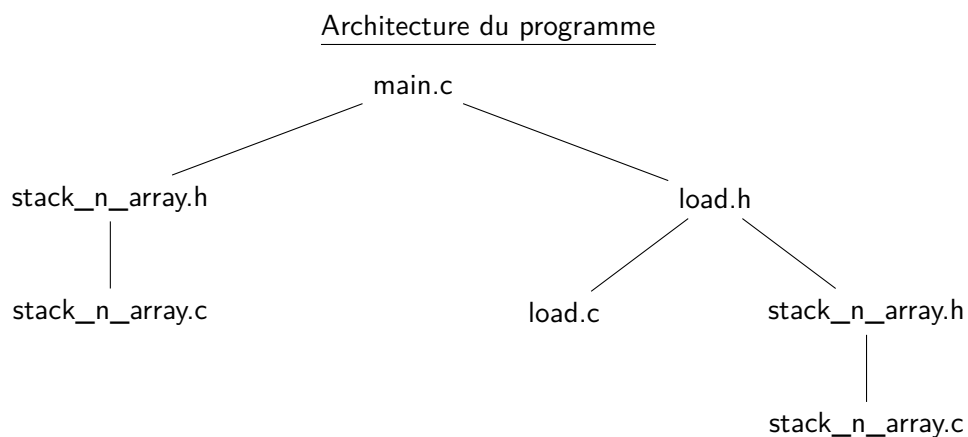 Architecture du programme
main.c
stack_n_array.h
load.h
stack_n_array.c
load.c
stack_n_array.h
stack_n_array.c